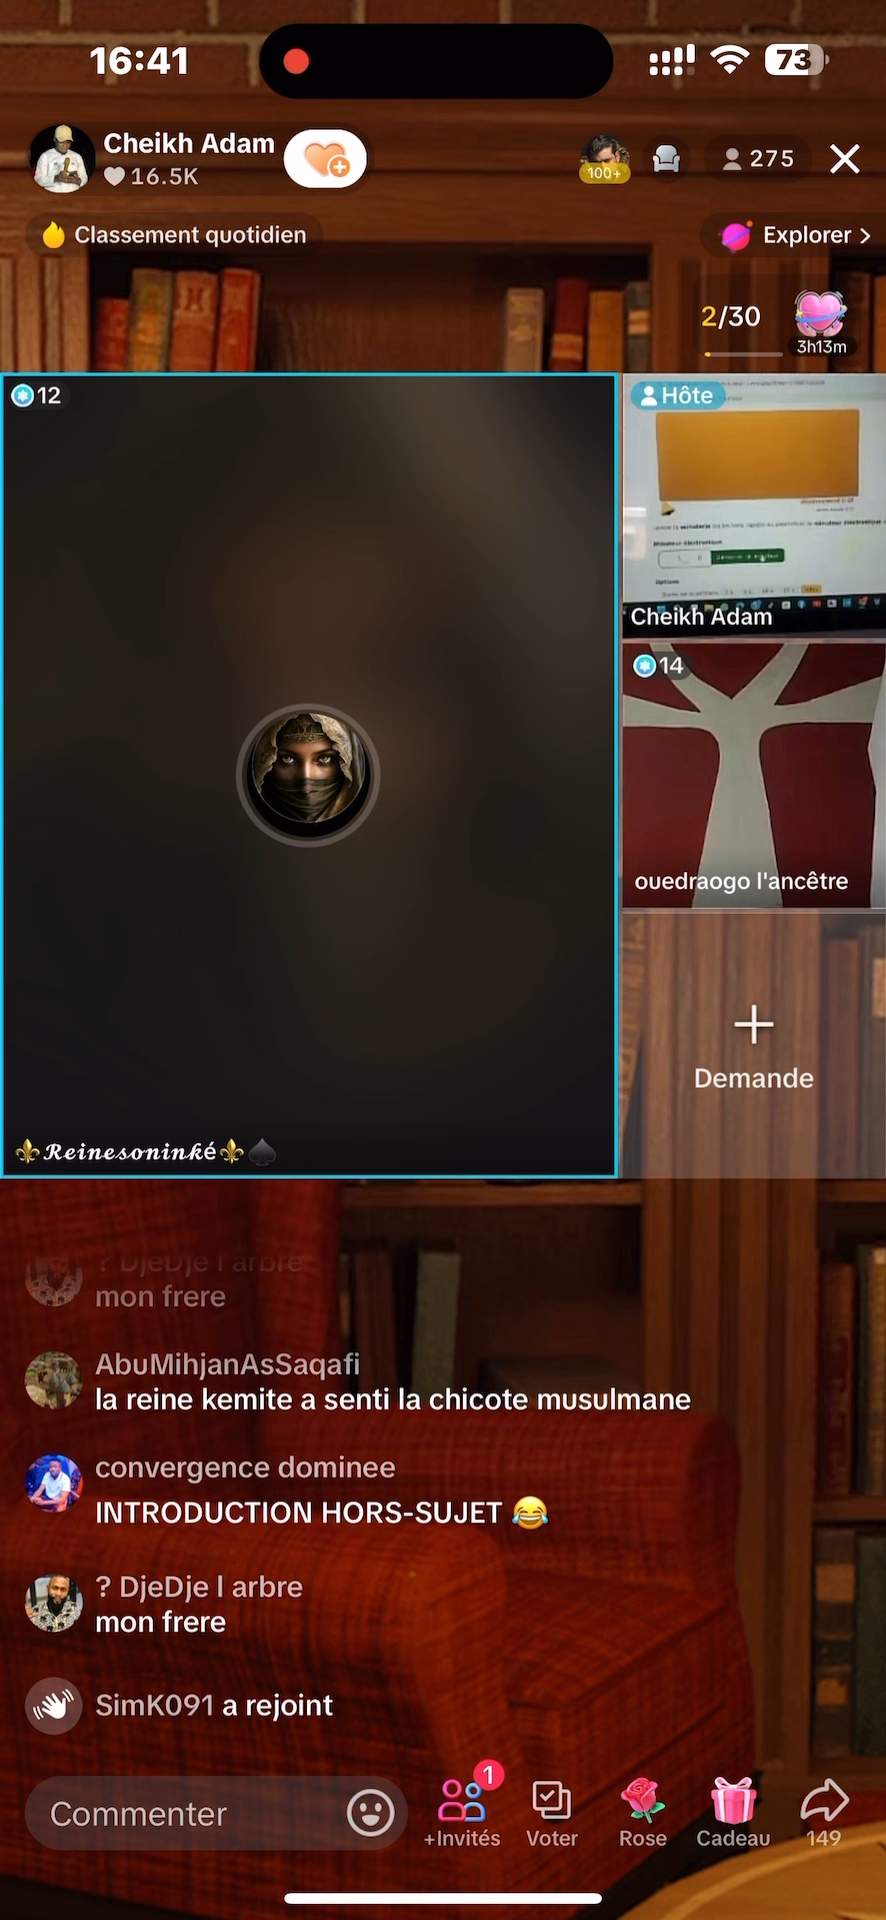 16:41
73
Cheikh Adam
16.5K
100+
275
Classement quotidien
Explorer >
2/30
3h13m
12
Hôte
Cheikh Adam
14
ouedraogo l'ancêtre
Demande
⚜️𝓡𝓮𝓲𝓷𝓮𝓼𝓸𝓷𝓲𝓷𝓴é⚜️♠️
? DjeDje l arbre
mon frere
AbuMihjanAsSaqafi
la reine kemite a senti la chicote musulmane
convergence dominee
INTRODUCTION HORS-SUJET 😂
? DjeDje l arbre
mon frere
SimK091 a rejoint
Commenter
1
+Invités
Voter
Rose
Cadeau
149